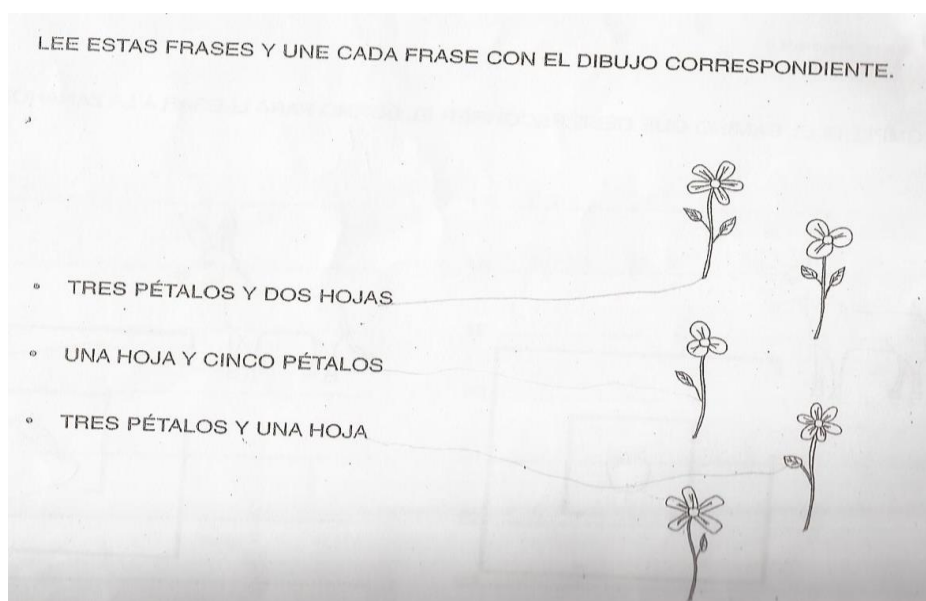 LEE ESTAS FRASES Y UNE CADA FRASE CON EL DIBUJO CORRESPONDIENTE.
TRES PÉTALOS Y DOS HOJAS
UNA HOJA Y CINCO PÉTALOS
TRES PÉTALOS Y UNA HOJA